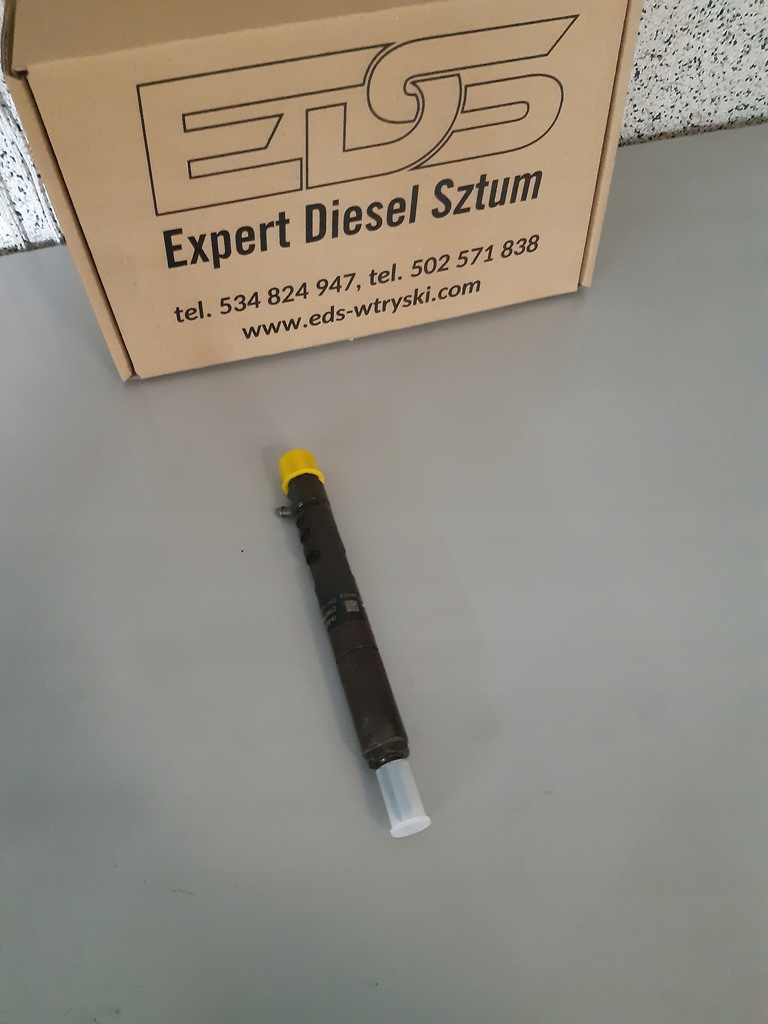 EDS
Expert Diesel Sztum
tel. 534 824 947, tel. 502 571 838
www.eds-wtryski.com